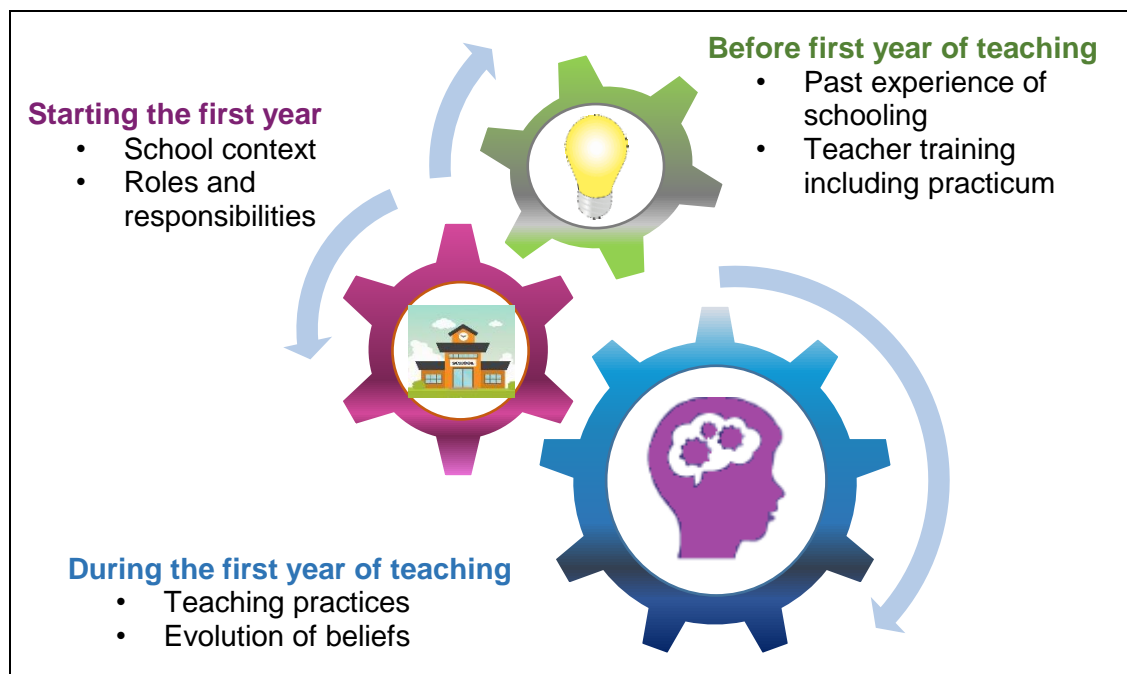 Before first year of teaching
• Past experience of
schooling
• Teacher training
including practicum
Starting the first year
• School context
• Roles and
responsibilities
During the first year of teaching
• Teaching practices
• Evolution of beliefs